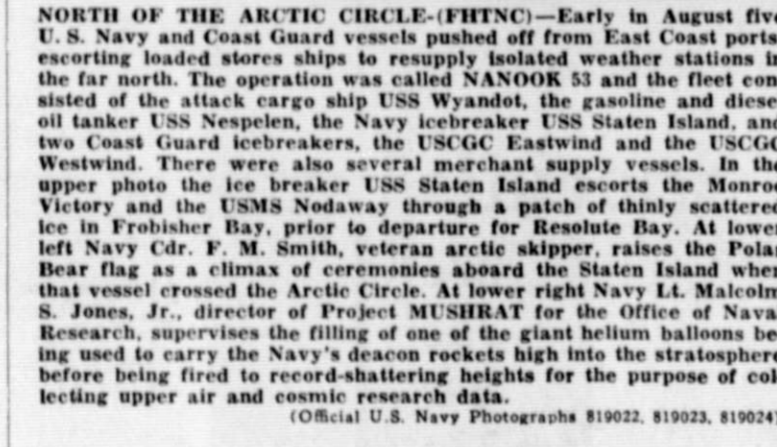 NORTH OF THE ARCTIC CIRCLE-(FHTNC)—Early in August five
U. S. Navy and Coast Guard vessels pushed off from East Coast ports
escorting loaded stores ships to resupply isolated weather stations in
the far north. The operation was called NANOOK 53 and the fleet con
sisted of the attack cargo ship USS Wyandot, the gasoline and diese
oil tanker USS Nespelen, the Navy icebreaker USS Staten Island, and
two Coast Guard icebreakers, the USCGC Eastwind and the USCGC
Westwind. There were also several merchant supply vessels. In the
upper photo the ice breaker USS Staten Island escorts the Monroe
Victory and the USMS Nodaway through a patch of thinly scattered
ice in Frobisher Bay, prior to departure for Resolute Bay. At lower
left Navy Cdr. F. M. Smith, veteran arctic skipper, raises the Polar
Bear flag as a climax of ceremonies aboard the Staten Island when
that vessel crossed the Arctic Circle. At lower right Navy Lt. Malcolm
S. Jones, Jr., director of Project MUSHRAT for the Office of Nava
Research, supervises the filling of one of the giant helium balloons be
ing used to carry the Navy's deacon rockets high into the stratosphere
before being fired to record-shattering heights for the purpose of col
lecting upper air and cosmic research data.
(Official U.S. Navy Photographs 819022, 819023, 819024)